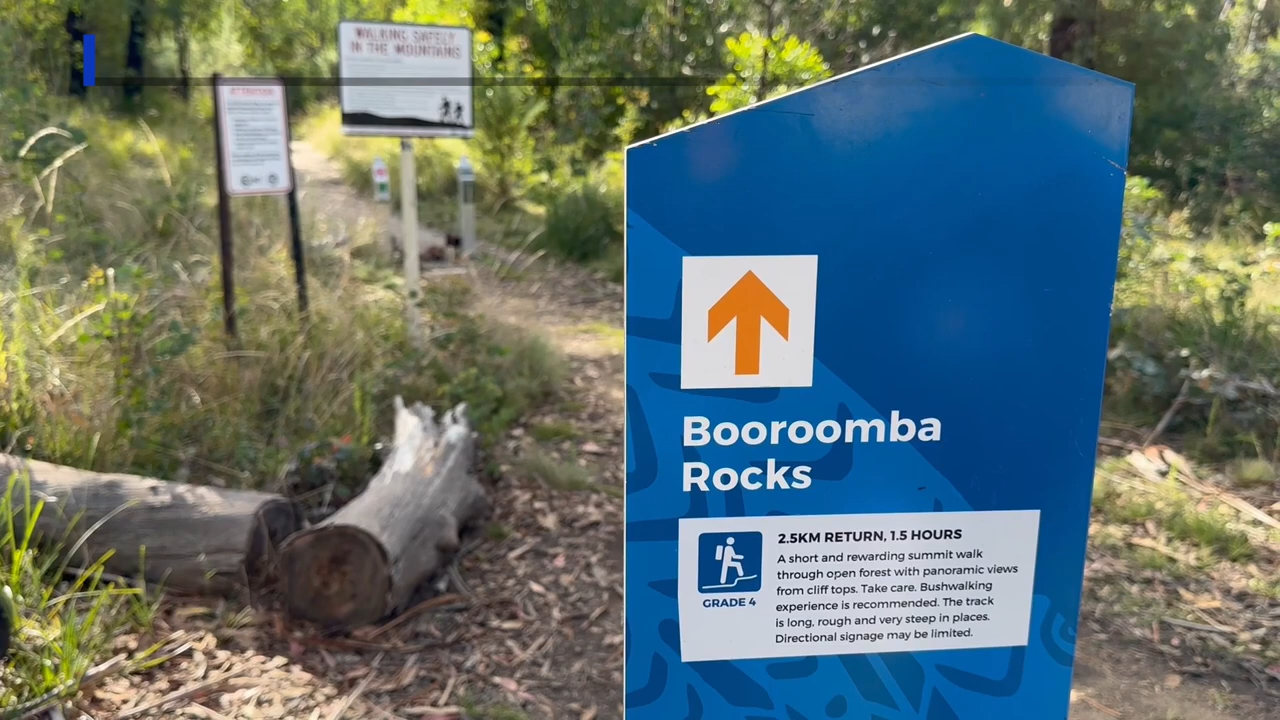 WALKING SAFELY
IN THE MOUNTAINS
ATTENTION
Booroomba
Rocks
GRADE 4
2.5KM RETURN, 1.5 HOURS
A short and rewarding summit walk
through open forest with panoramic views
from cliff tops. Take care. Bushwalking
experience is recommended. The track
is long, rough and very steep in places.
Directional signage may be limited.